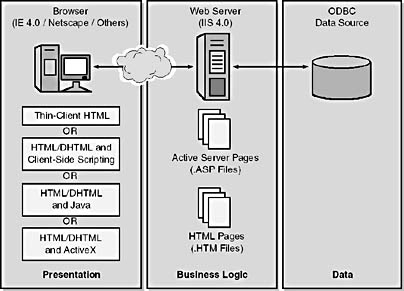 Browser
(IE 4.0 / Netscape / Others)
Thin-Client HTML
OR
HTML/DHTML and
Client-Side Scripting
OR
HTML/DHTML
and Java
OR
HTML/DHTML
and ActiveX
Presentation
Web Server
(IIS 4.0)
Active Server Pages
(.ASP Files)
HTML Pages
(.HTM Files)
Business Logic
ODBC
Data Source
Data